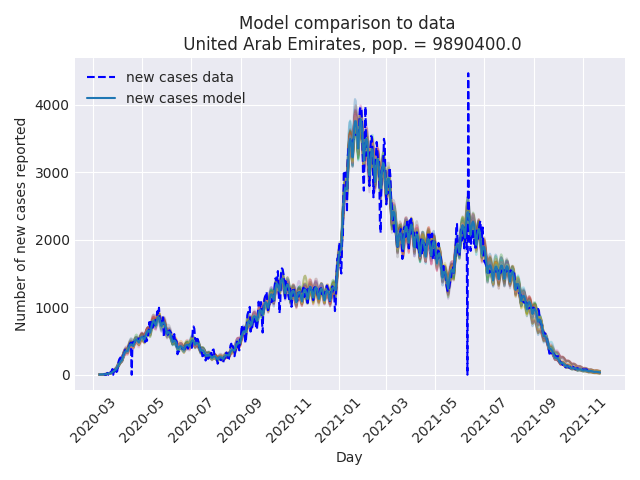 Model comparison to data
United Arab Emirates, pop. = 9890400.0
new cases data
new cases model
Number of new cases reported
4000
3000
2000
1000
0
2020-03
2020-05
2020-07
2020-09
2020-11
2021-01
2021-03
2021-05
2021-07
2021-09
2021-11
Day